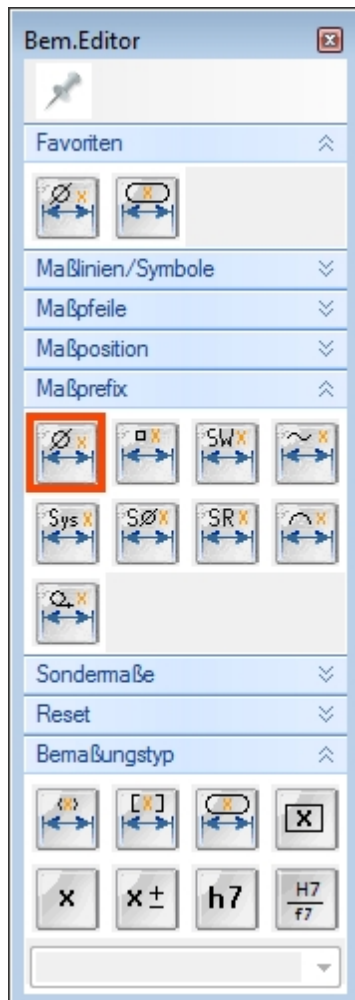 Bem.Editor
Favoriten
Ø x x
Maßlinien/Symbole
Maßpfeile
Maßposition
Maßprefix
Ø x □ x SW x ~ x
Sys x SØ x SR x ⌒ x
x
Sondermaße
Reset
Bemaßungstyp
<x> [x] x x
x x± h7 H7
f7